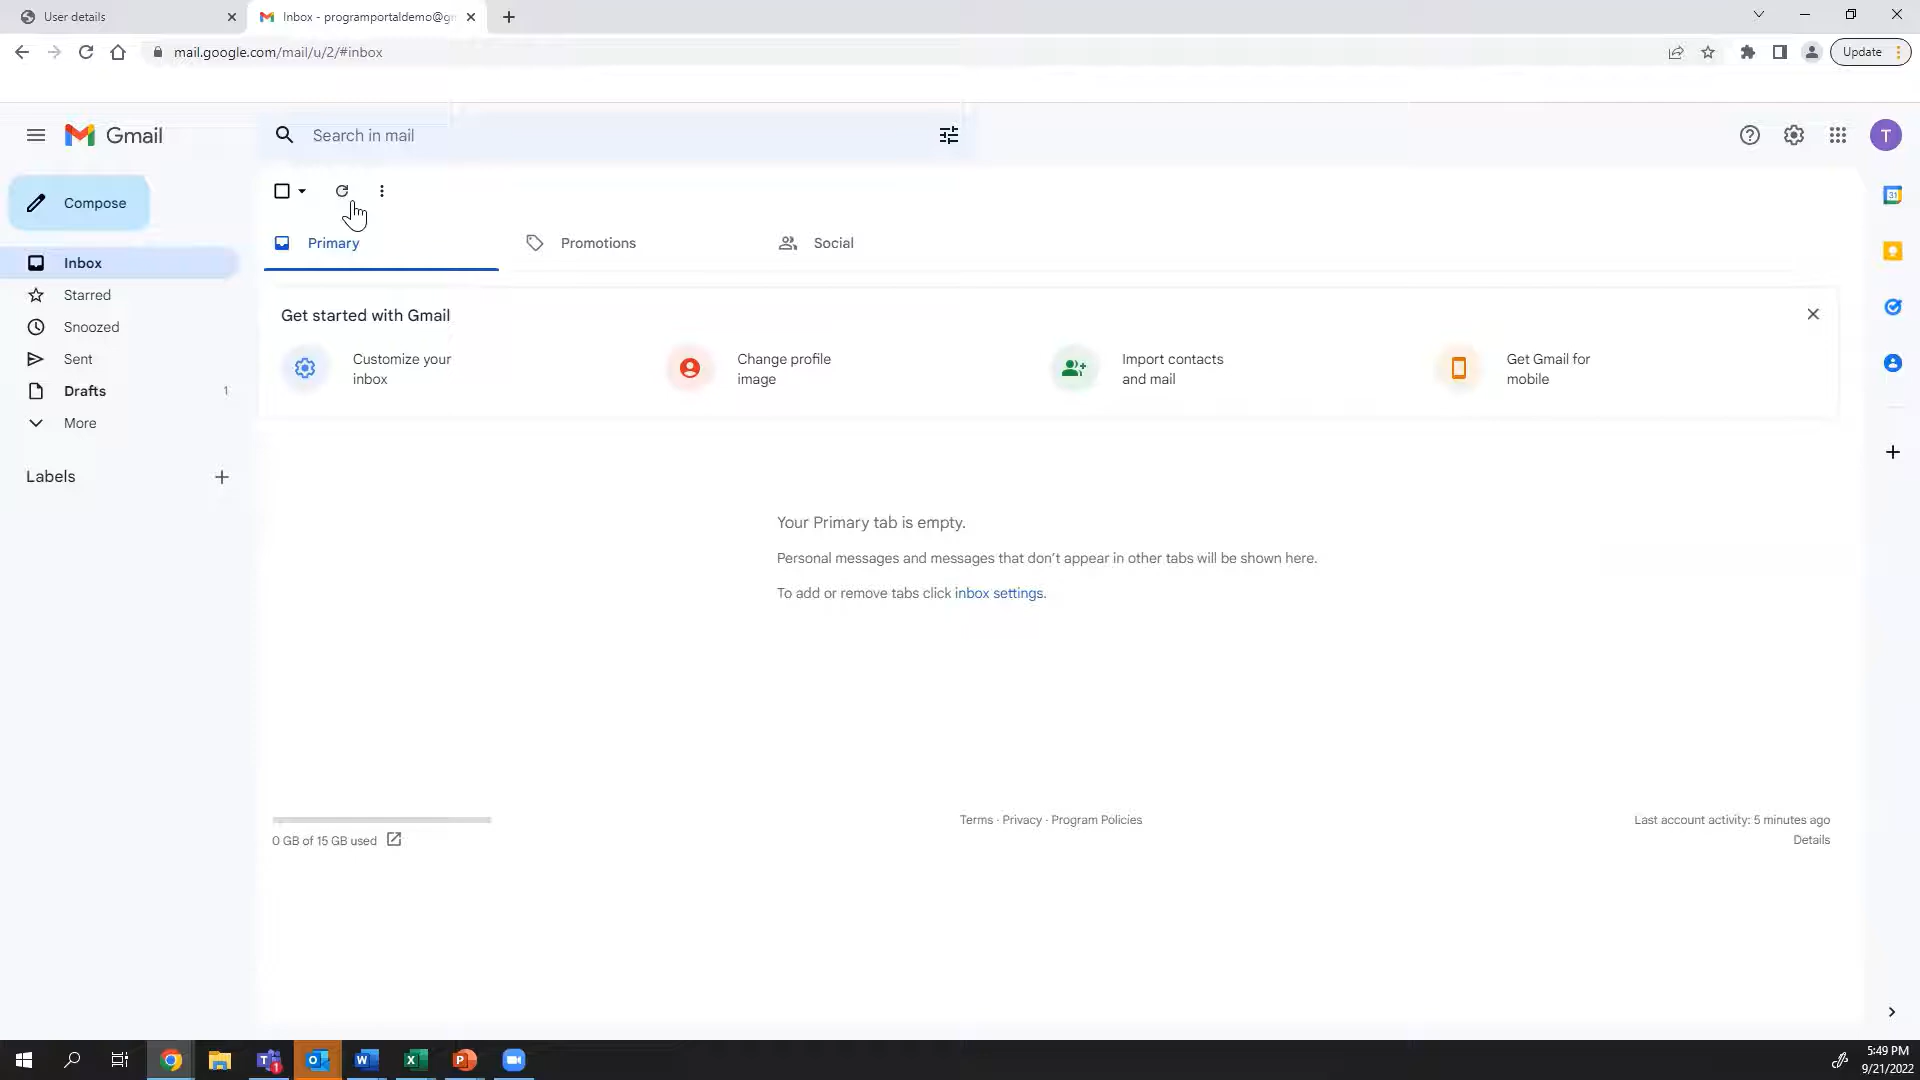 User details
Inbox - programportaldemo@g
mail.google.com/mail/u/2/#inbox
Update
Gmail
Search in mail
T
Compose
31
Primary
Promotions
Social
Inbox
Starred
Snoozed
Sent
Drafts
1
More
Labels
Get started with Gmail
Customize your
inbox
Change profile
image
Import contacts
and mail
Get Gmail for
mobile
Your Primary tab is empty.
Personal messages and messages that don't appear in other tabs will be shown here.
To add or remove tabs click inbox settings.
0 GB of 15 GB used
Terms · Privacy · Program Policies
Last account activity: 5 minutes ago
Details
5:49 PM
9/21/2022